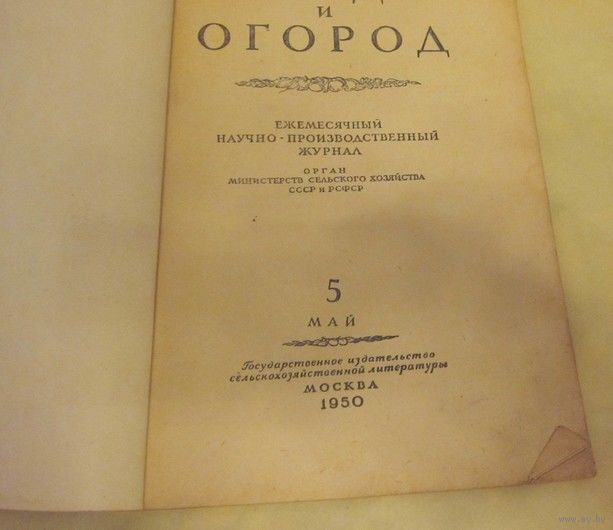 И
ОГОРОД
ЕЖЕМЕСЯЧНЫЙ
НАУЧНО-ПРОИЗВОДСТВЕННЫЙ
ЖУРНАЛ
ОРГАН
МИНИСТЕРСТВ СЕЛЬСКОГО ХОЗЯЙСТВА
СССР и РСФСР
5
МАЙ
Государственное издательство
сельскохозяйственной литературы
МОСКВА
1950